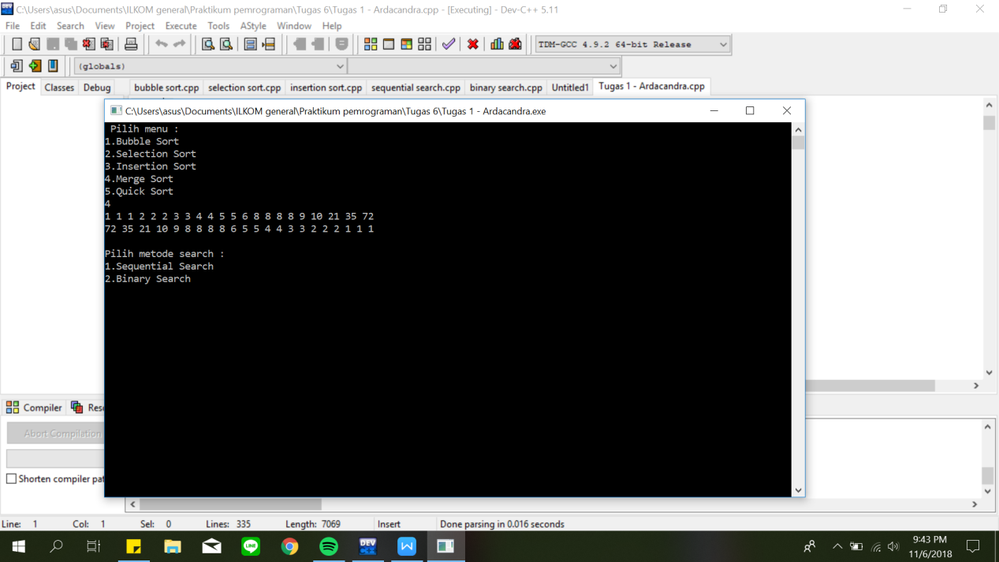 C:\Users\asus\Documents\ILKOM general\Praktikum pemrograman\Tugas 6\Tugas 1 - Ardacandra.cpp - [Executing] - Dev-C++ 5.11
File Edit Search View Project Execute Tools AStyle Window Help
TDM-GCC 4.9.2 64-bit Release
(globals)
Project Classes Debug bubble sort.cpp selection sort.cpp insertion sort.cpp sequential search.cpp binary search.cpp Untitled1 Tugas 1 - Ardacandra.cpp
C:\Users\asus\Documents\ILKOM general\Praktikum pemrograman\Tugas 6\Tugas 1 - Ardacandra.exe
Pilih menu :
1.Bubble Sort
2.Selection Sort
3.Insertion Sort
4.Merge Sort
5.Quick Sort
4
1 1 1 2 2 2 3 3 4 4 5 5 6 8 8 8 8 9 10 21 35 72
72 35 21 10 9 8 8 8 8 6 5 5 4 4 3 3 2 2 2 1 1 1
Pilih metode search :
1.Sequential Search
2.Binary Search
Compiler Reso
Abort Compilation
Shorten compiler pat
Line: 1 Col: 1 Sel: 0 Lines: 335 Length: 7069 Insert Done parsing in 0.016 seconds
LINE
DEV C++
9:43 PM
11/6/2018